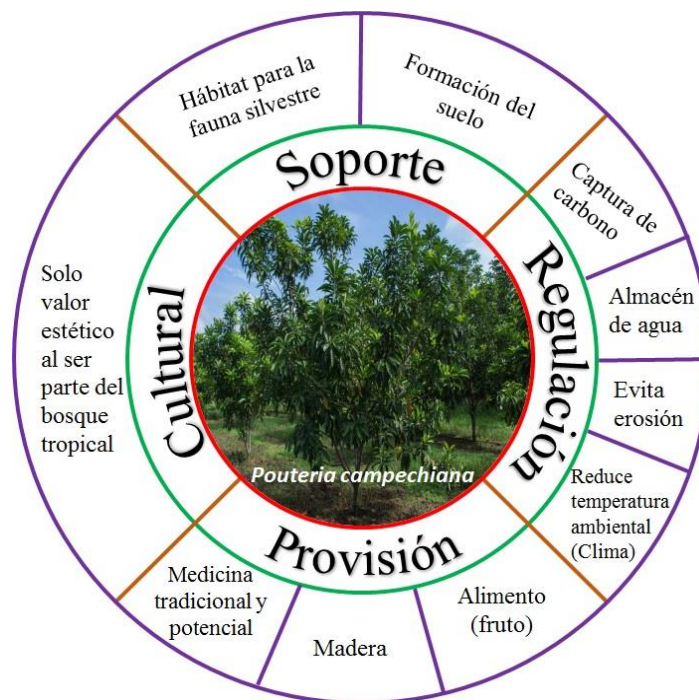 Hábitat para la
fauna silvestre
Formación del
suelo
Soporte
Captura de
carbono
Almacén
de agua
Evita
erosión
Reduce
temperatura
ambiental
(Clima)
Regulación
Solo
valor
estético
al ser
parte del
bosque
tropical
Cultural
Pouteria campechiana
Provisión
Medicina
tradicional y
potencial
Madera
Alimento
(fruto)